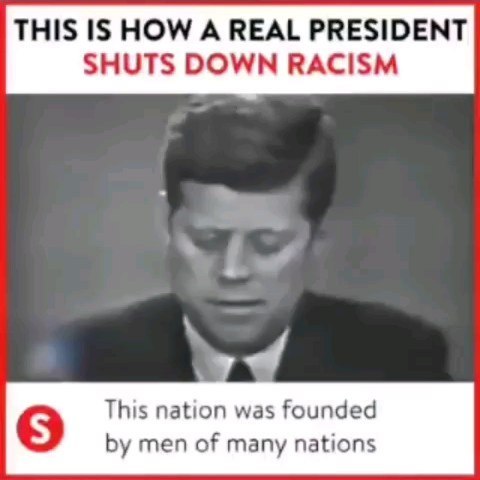 THIS IS HOW A REAL PRESIDENT
SHUTS DOWN RACISM
S
This nation was founded
by men of many nations